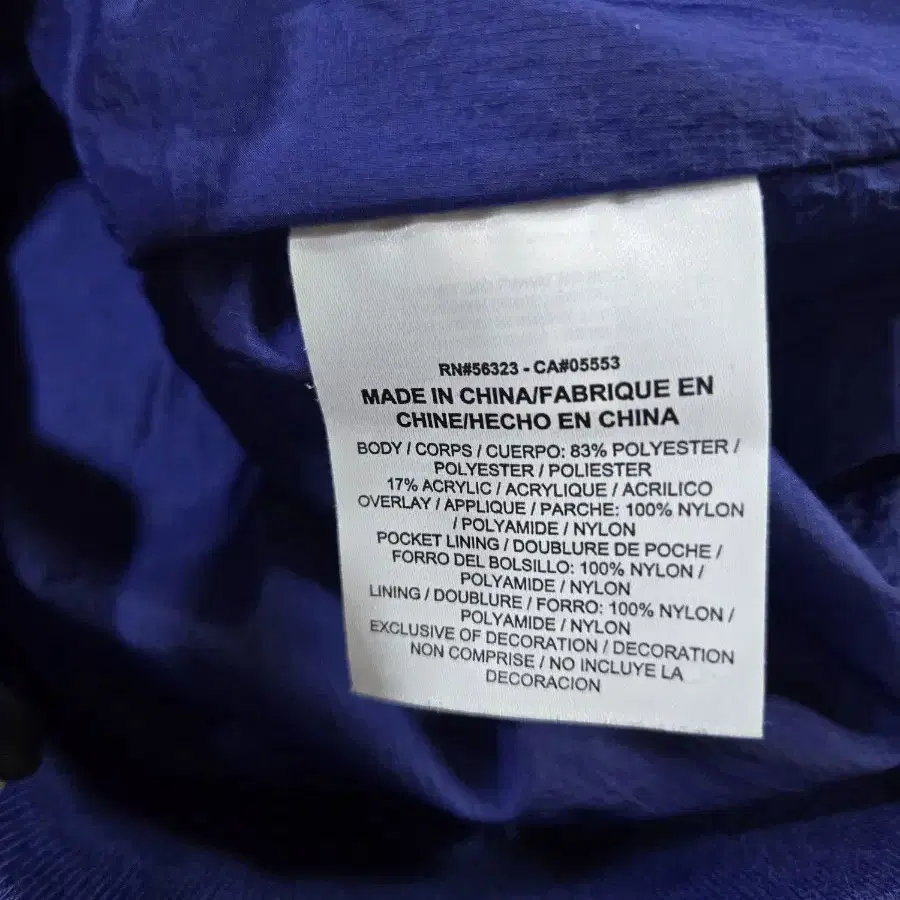 RN#56323 - CA#05553
MADE IN CHINA/FABRIQUE EN
CHINE/HECHO EN CHINA
BODY / CORPS / CUERPO: 83% POLYESTER /
POLYESTER / POLIESTER
17% ACRYLIC / ACRYLIQUE / ACRILICO
OVERLAY / APPLIQUE / PARCHE: 100% NYLON
/ POLYAMIDE / NYLON
POCKET LINING / DOUBLURE DE POCHE /
FORRO DEL BOLSILLO: 100% NYLON /
POLYAMIDE / NYLON
LINING / DOUBLURE / FORRO: 100% NYLON /
POLYAMIDE / NYLON
EXCLUSIVE OF DECORATION / DECORATION
NON COMPRISE / NO INCLUYE LA
DECORACION